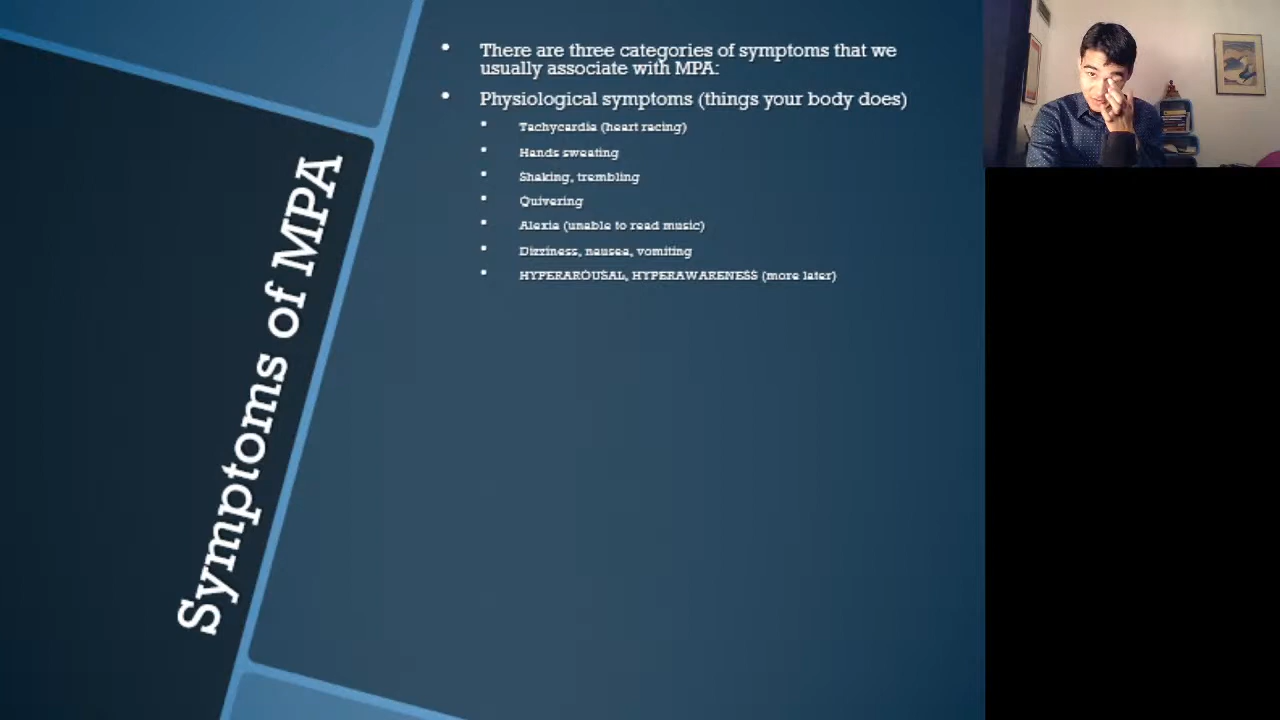 Symptoms of MPA
There are three categories of symptoms that we
usually associate with MPA:
Physiological symptoms (things your body does)
Tachycardia (heart racing)
Hands sweating
Shaking, trembling
Quivering
Alexia (unable to read music)
Dizziness, nausea, vomiting
HYPERAROUSAL, HYPERAWARENESS (more later)